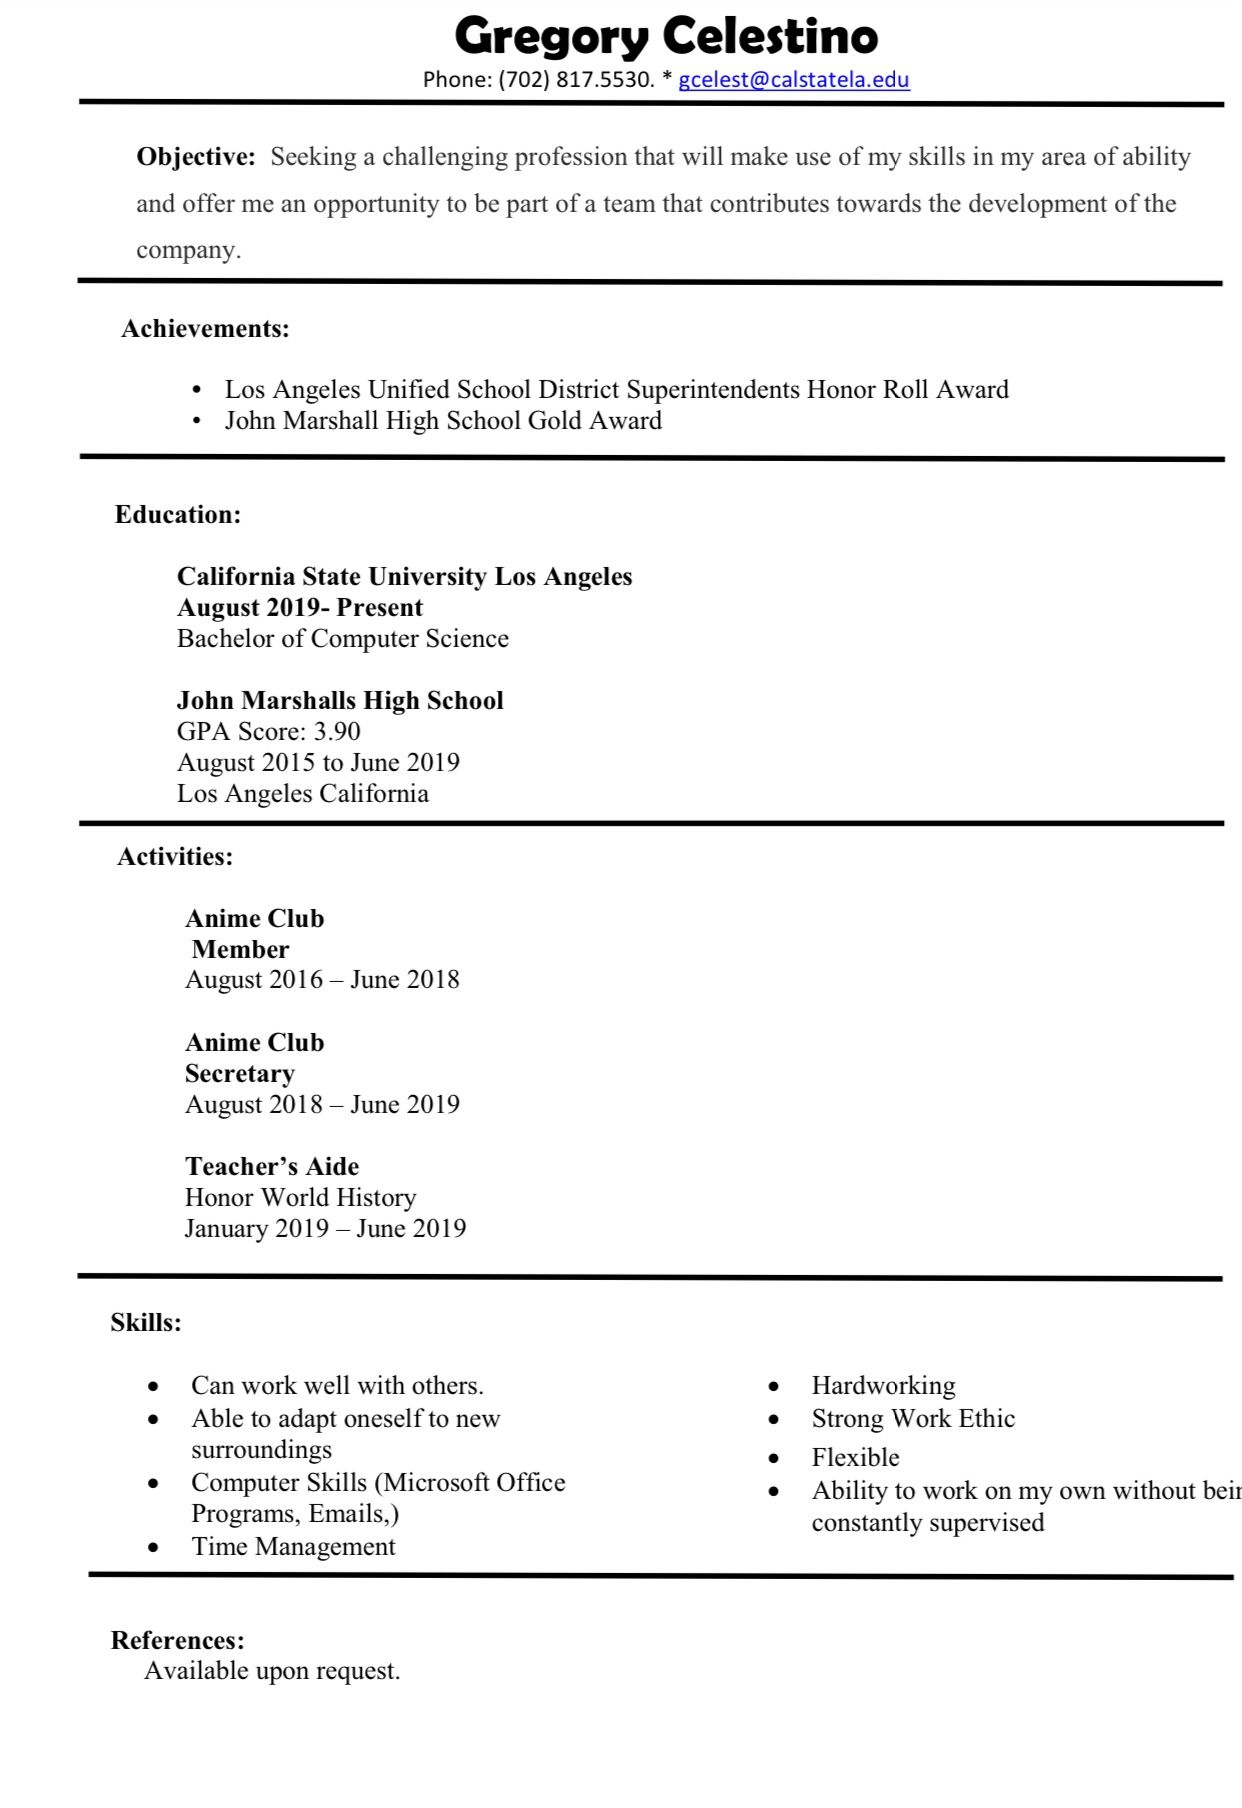 Gregory Celestino
Phone: (702) 817.5530. * gcelest@calstatela.edu
Objective: Seeking a challenging profession that will make use of my skills in my area of ability
and offer me an opportunity to be part of a team that contributes towards the development of the
company.
Achievements:
• Los Angeles Unified School District Superintendents Honor Roll Award
• John Marshall High School Gold Award
Education:
California State University Los Angeles
August 2019- Present
Bachelor of Computer Science
John Marshalls High School
GPA Score: 3.90
August 2015 to June 2019
Los Angeles California
Activities:
Anime Club
Member
August 2016 – June 2018
Anime Club
Secretary
August 2018 – June 2019
Teacher’s Aide
Honor World History
January 2019 – June 2019
Skills:
• Can work well with others.
• Able to adapt oneself to new
surroundings
• Computer Skills (Microsoft Office
Programs, Emails,)
• Time Management
• Hardworking
• Strong Work Ethic
• Flexible
• Ability to work on my own without
constantly supervised
References:
Available upon request.